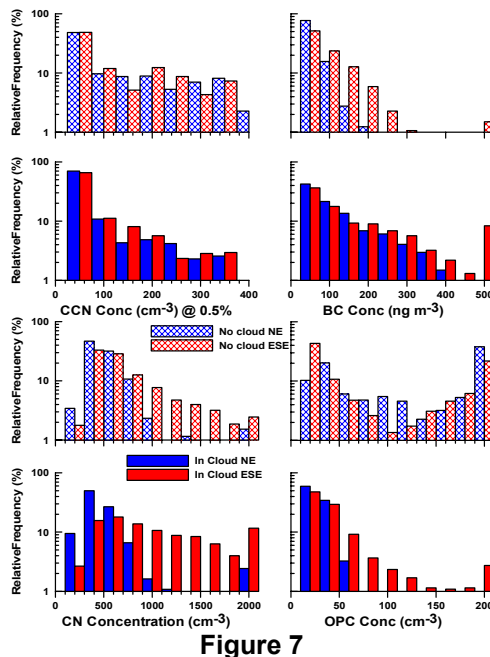 RelativeFrequency (%)
100
10
1
RelativeFrequency (%)
100
10
1
0 100 200 300 400
CCN Conc (cm-3) @ 0.5%
0 100 200 300 400 500
BC Conc (ng m-3)
RelativeFrequency (%)
100
10
1
No cloud NE
No cloud ESE
RelativeFrequency (%)
100
10
1
In Cloud NE
In Cloud ESE
0 500 1000 1500 2000
CN Concentration (cm-3)
0 50 100 150 200
OPC Conc (cm-3)
Figure 7